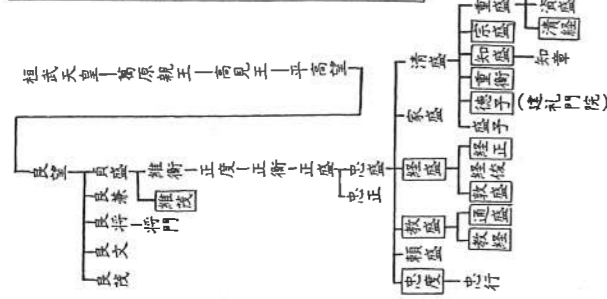 桓武天皇―葛原親王―高見王―平高望
良望
貞盛
維衡―正度―正衡―正盛
忠盛
忠正
維茂
良兼
良将―将門
良文
良茂
清盛
重盛
資盛
清経
宗盛
知盛―知章
重衡
徳子(建礼門院)
盛子
家盛
経盛
経正
経俊
敦盛
教盛
通盛
教経
頼盛
忠度―忠行